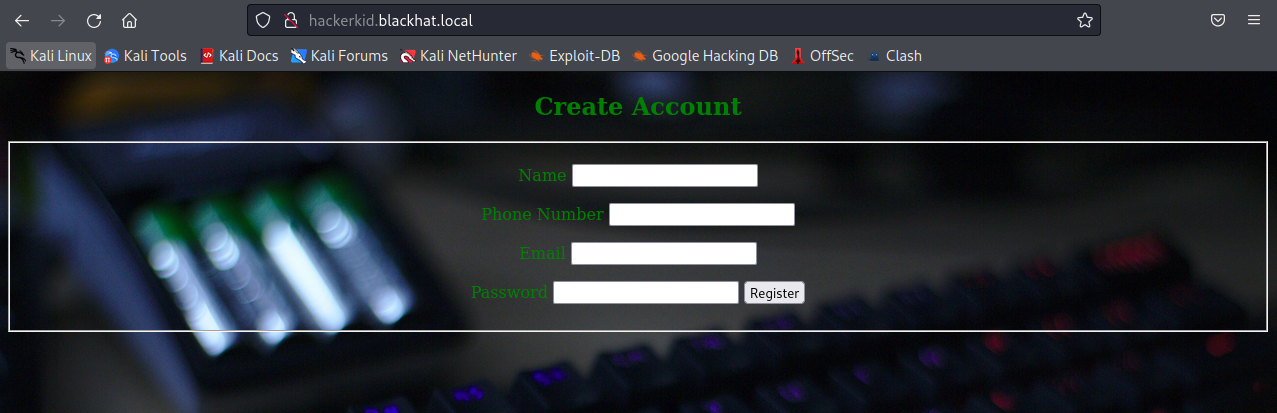 hackerkid.blackhat.local
Kali Linux Kali Tools Kali Docs Kali Forums Kali NetHunter Exploit-DB Google Hacking DB OffSec Clash
Create Account
Name
Phone Number
Email
Password Register